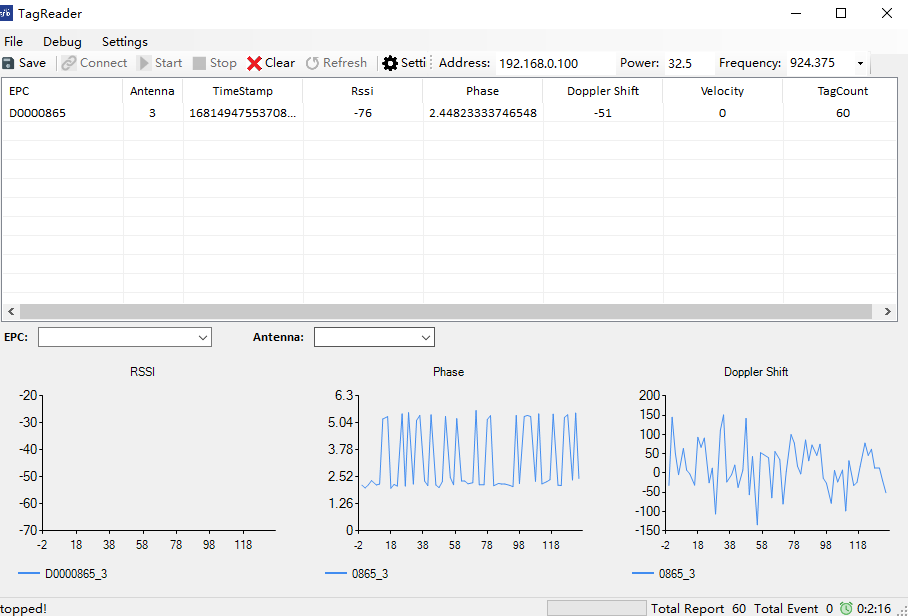 TagReader
File Debug Settings
Save Connect Start Stop Clear Refresh Setti Address: 192.168.0.100 Power: 32.5 Frequency: 924.375
EPC Antenna TimeStamp Rssi Phase Doppler Shift Velocity TagCount
D0000865 3 16814947553708... -76 2.44823333746548 -51 0 60
EPC: Antenna:
RSSI Phase Doppler Shift
-20 6.3 200
-30 5.04 150
-40 3.78 100
-50 2.52 50
-60 1.26 0
-70 0 -50
-100
-150
-2 18 38 58 78 98 118 -2 18 38 58 78 98 118 -2 18 38 58 78 98 118
D0000865_3 0865_3 0865_3
topped! Total Report 60 Total Event 0 0:2:16